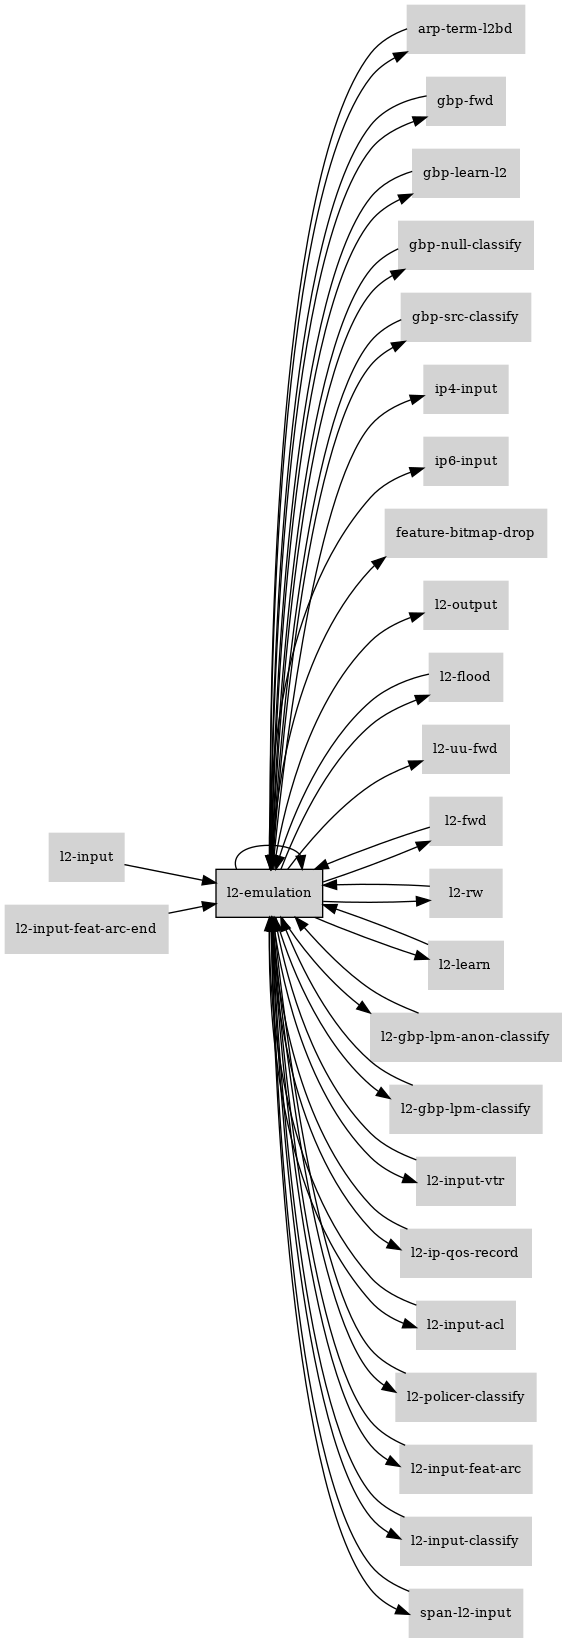 arp-term-l2bd
gbp-fwd
gbp-learn-l2
gbp-null-classify
gbp-src-classify
ip4-input
ip6-input
feature-bitmap-drop
l2-output
l2-flood
l2-uu-fwd
l2-fwd
l2-input
l2-emulation
l2-rw
l2-input-feat-arc-end
l2-learn
l2-gbp-lpm-anon-classify
l2-gbp-lpm-classify
l2-input-vtr
l2-ip-qos-record
l2-input-acl
l2-policer-classify
l2-input-feat-arc
l2-input-classify
span-l2-input